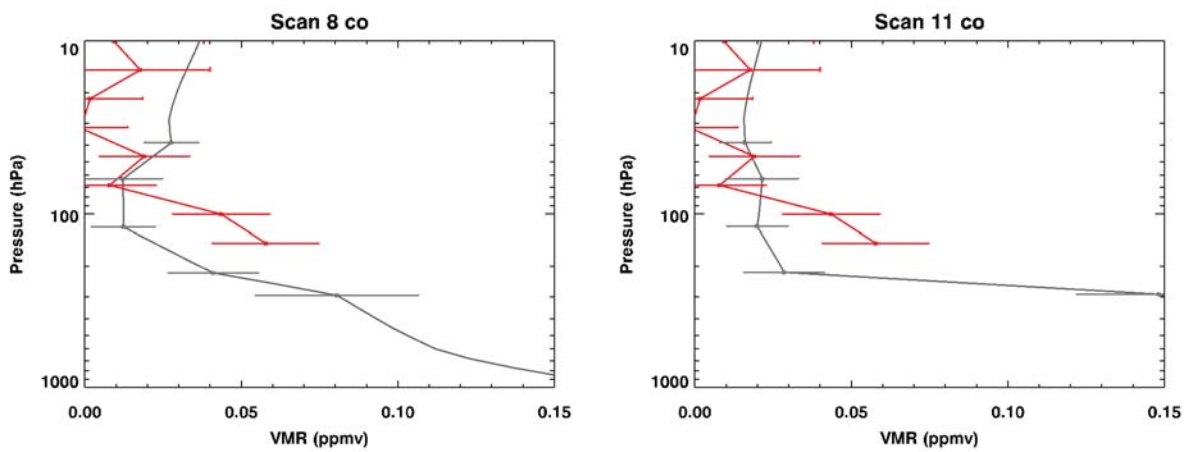 Scan 8 co
10
100
1000
Pressure (hPa)
0.00 0.05 0.10 0.15
VMR (ppmv)
Scan 11 co
10
100
1000
Pressure (hPa)
0.00 0.05 0.10 0.15
VMR (ppmv)